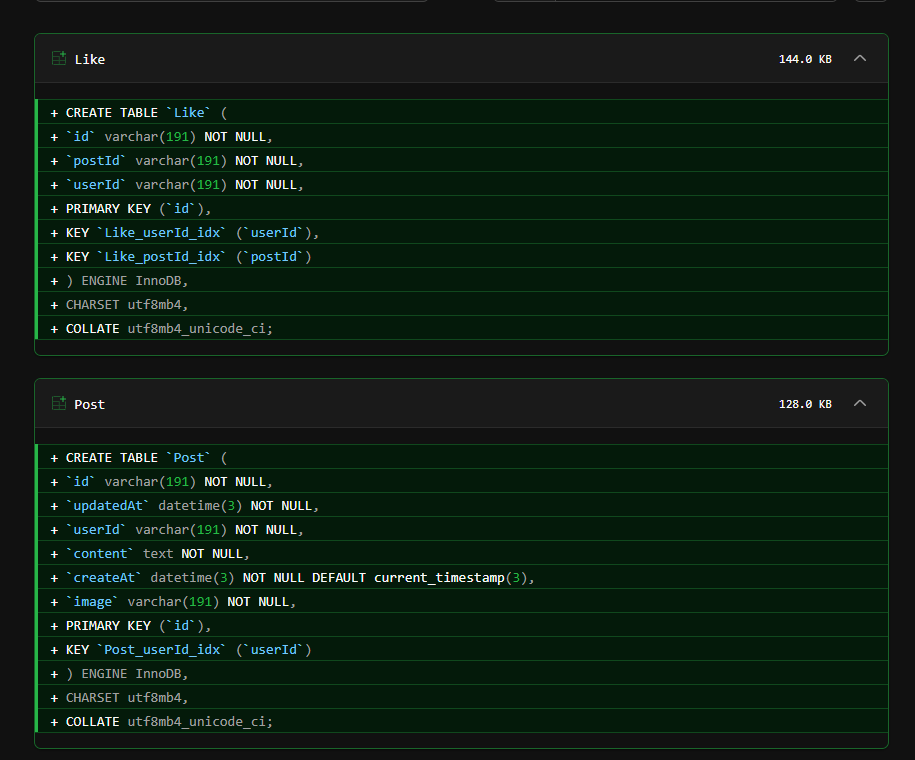 Like 144.0 KB
+ CREATE TABLE `Like` (
+ `id` varchar(191) NOT NULL,
+ `postId` varchar(191) NOT NULL,
+ `userId` varchar(191) NOT NULL,
+ PRIMARY KEY (`id`),
+ KEY `Like_userId_idx` (`userId`),
+ KEY `Like_postId_idx` (`postId`)
+ ) ENGINE InnoDB,
+ CHARSET utf8mb4,
+ COLLATE utf8mb4_unicode_ci;
Post 128.0 KB
+ CREATE TABLE `Post` (
+ `id` varchar(191) NOT NULL,
+ `updatedAt` datetime(3) NOT NULL,
+ `userId` varchar(191) NOT NULL,
+ `content` text NOT NULL,
+ `createAt` datetime(3) NOT NULL DEFAULT current_timestamp(3),
+ `image` varchar(191) NOT NULL,
+ PRIMARY KEY (`id`),
+ KEY `Post_userId_idx` (`userId`)
+ ) ENGINE InnoDB,
+ CHARSET utf8mb4,
+ COLLATE utf8mb4_unicode_ci;